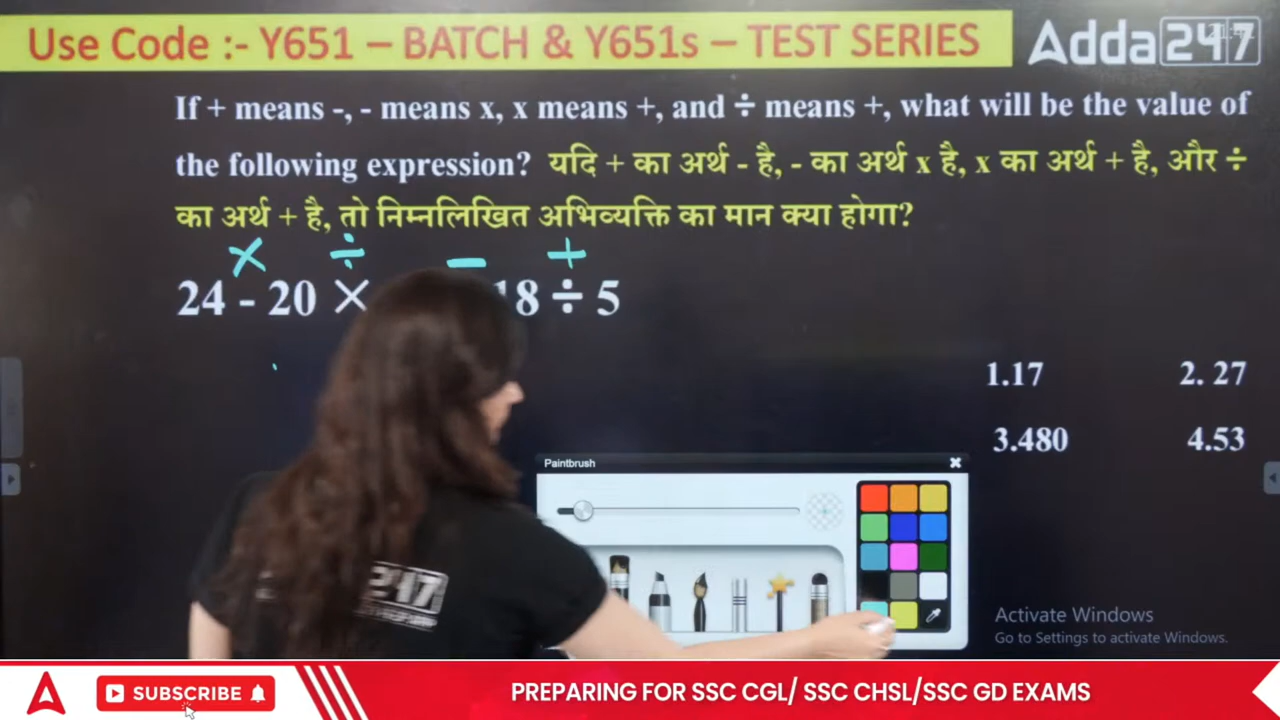 Use Code :- Y651 – BATCH & Y651s – TEST SERIES
Adda247
If + means -, - means x, x means +, and ÷ means +, what will be the value of
the following expression? यदि + का अर्थ - है, - का अर्थ x है, x का अर्थ + है, और ÷
का अर्थ + है, तो निम्नलिखित अभिव्यक्ति का मान क्या होगा?
× ÷ – +
24 - 20 × 18 ÷ 5
1.17 2. 27
3.480 4.53
Paintbrush
247
Activate Windows
Go to Settings to activate Windows.
SUBSCRIBE
PREPARING FOR SSC CGL/ SSC CHSL/SSC GD EXAMS